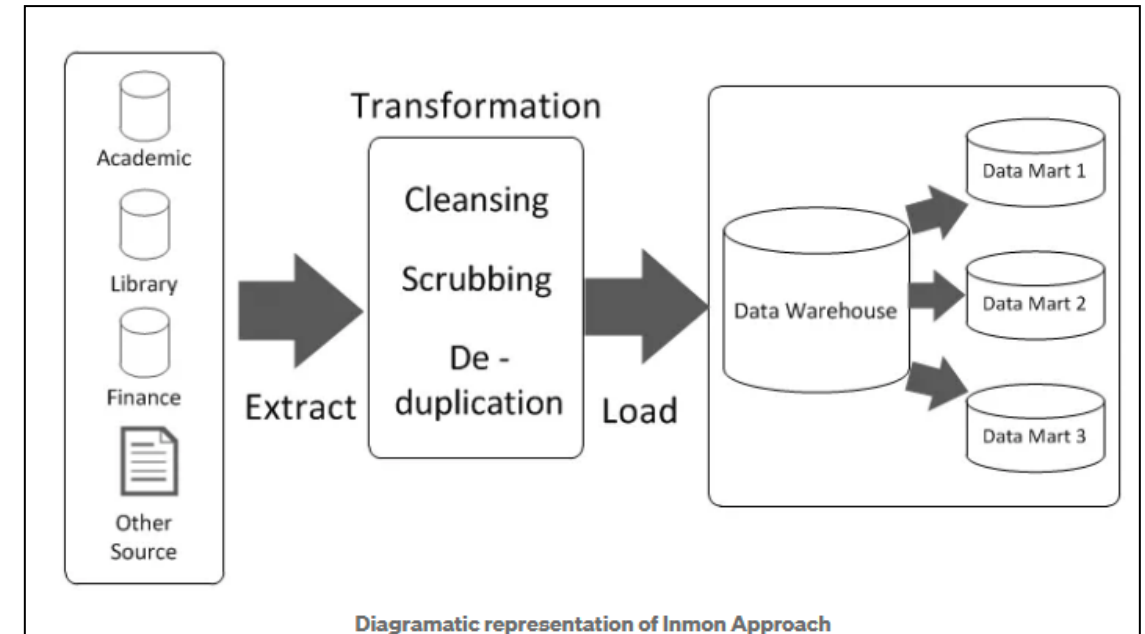 Academic
Library
Finance
Other
Source
Extract
Transformation
Cleansing
Scrubbing
De -
duplication
Load
Data Warehouse
Data Mart 1
Data Mart 2
Data Mart 3
Diagramatic representation of Inmon Approach